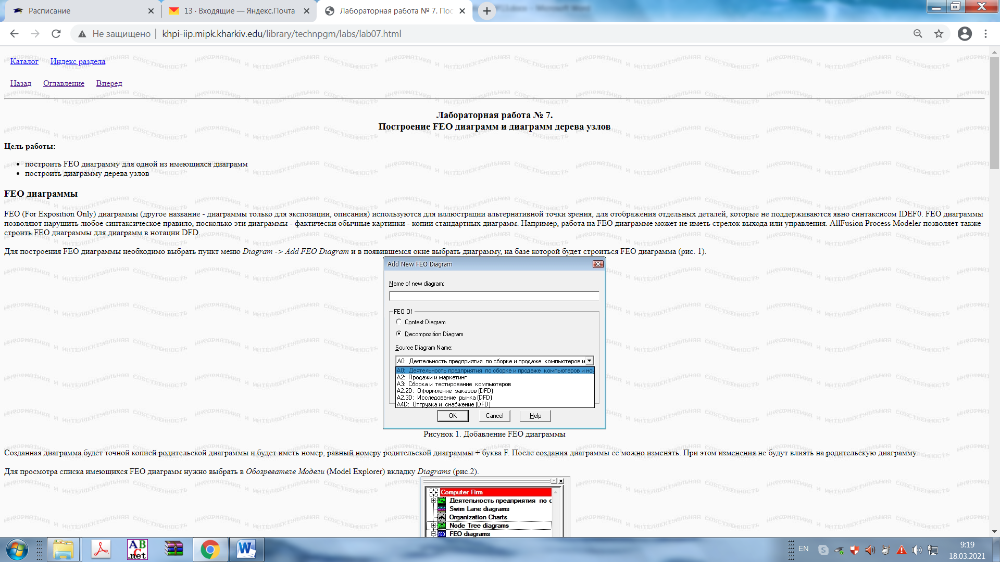 Расписание
13 · Входящие — Яндекс.Почта
Лабораторная работа № 7. Пос
Microsoft Word
Не защищено
khpi-iip.mipk.kharkiv.edu/library/technpgm/labs/lab07.html
Каталог Индекс раздела
Назад Оглавление Вперед
Лабораторная работа № 7.
Построение FEO диаграмм и диаграмм дерева узлов
Цель работы:
построить FEO диаграмму для одной из имеющихся диаграмм
построить диаграмму дерева узлов
FEO диаграммы
FEO (For Exposition Only) диаграммы (другое название - диаграммы только для экспозиции, описания) используются для иллюстрации альтернативной точки зрения, для отображения отдельных деталей, которые не поддерживаются явно синтаксисом IDEF0. FEO диаграммы
позволяют нарушить любое синтаксическое правило, поскольку эти диаграммы - фактически обычные картинки - копии стандартных диаграмм. Например, работа на FEO диаграмме может не иметь стрелок выхода или управления. AllFusion Process Modeler позволяет также
строить FEO диаграммы для диаграмм в нотации DFD.
Для построения FEO диаграммы необходимо выбрать пункт меню Diagram -> Add FEO Diagram и в появившемся окне выбрать диаграмму, на базе которой будет строиться FEO диаграмма (рис. 1).
Add New FEO Diagram
Name of new diagram:
FEO Of
Context Diagram
Decomposition Diagram
Source Diagram Name:
A0: Деятельность предприятия по сборке и продаже компьютеров и
A0: Деятельность предприятия по сборке и продаже компьютеров и ноу
A2: Продажи и маркетинг
A3: Сборка и тестирование компьютеров
A2.2D: Оформление заказов (DFD)
A2.3D: Исследование рынка (DFD)
A4D: Отгрузка и снабжение (DFD)
OK Cancel Help
Рисунок 1. Добавление FEO диаграммы
Созданная диаграмма будет точной копией родительской диаграммы и будет иметь номер, равный номеру родительской диаграммы + буква F. После создания диаграммы ее можно изменять. При этом изменения не будут влиять на родительскую диаграмму.
Для просмотра списка имеющихся FEO диаграмм нужно выбрать в Обозревателе Модели (Model Explorer) вкладку Diagrams (рис.2).
Computer Firm
Деятельность предприятия по с
Swim Lane diagrams
Organization Charts
Node Tree diagrams
FEO FEO diagrams
ABC.net
EN
9:19
18.03.2021